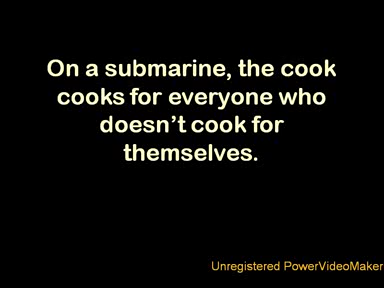 On a submarine, the cook
cooks for everyone who
doesn’t cook for
themselves.
Unregistered PowerVideoMaker